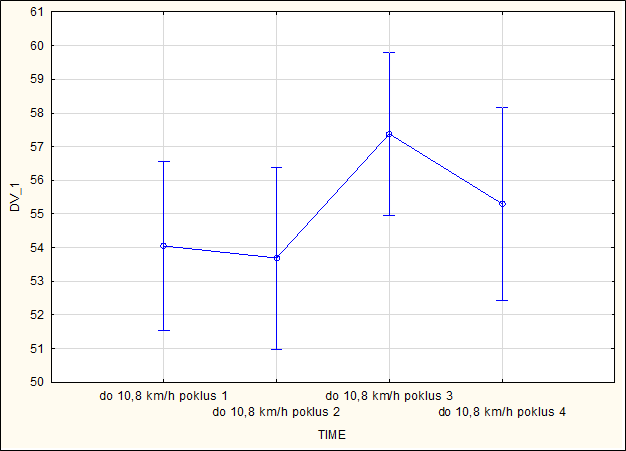 61
60
59
58
57
56
55
54
53
52
51
50
DV_1
do 10,8 km/h poklus 1
do 10,8 km/h poklus 2
do 10,8 km/h poklus 3
do 10,8 km/h poklus 4
TIME